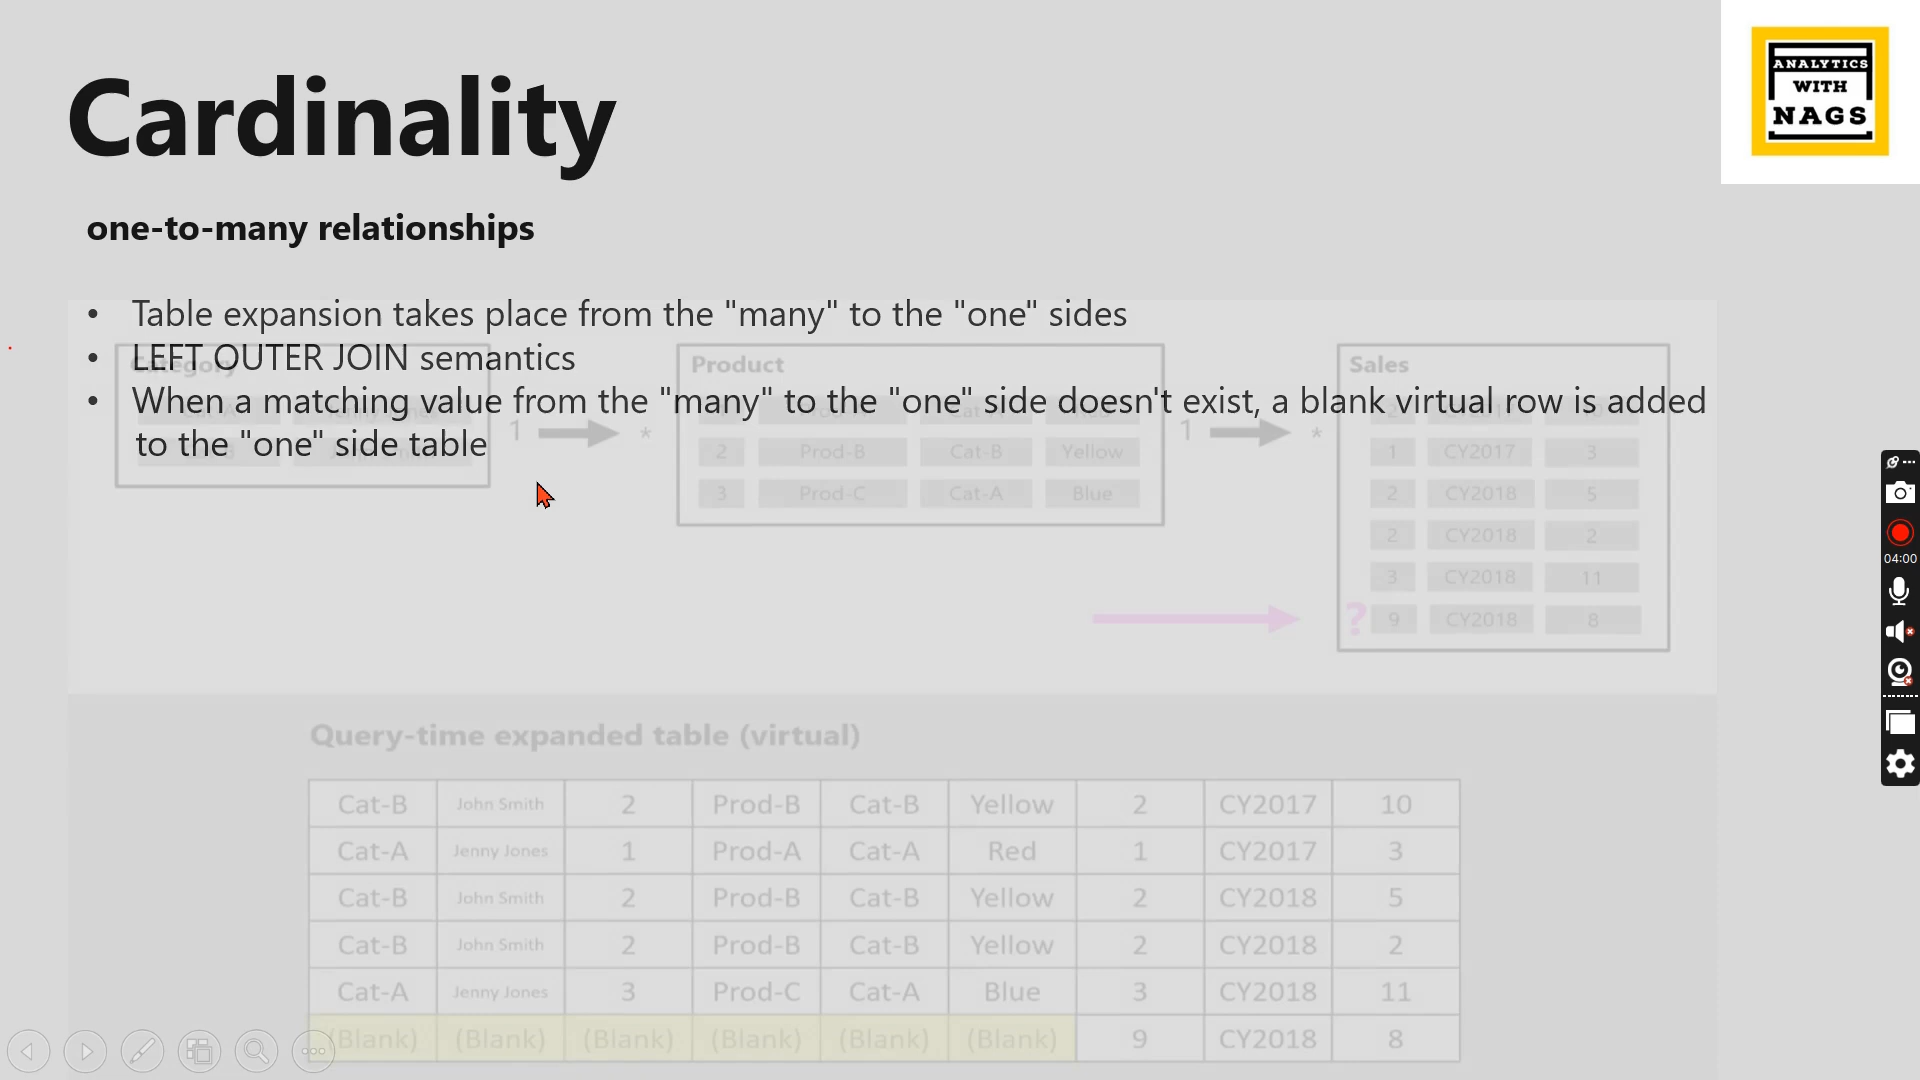 Cardinality
ANALYTICS
WITH
NAGS
one-to-many relationships
• Table expansion takes place from the "many" to the "one" sides
• LEFT OUTER JOIN semantics
• When a matching value from the "many" to the "one" side doesn't exist, a blank virtual row is added
to the "one" side table
Category
Product
Sales
1 *
1 *
2 Prod-B Cat-B Yellow
3 Prod-C Cat-A Blue
1 CY2017 3
2 CY2018 5
2 CY2018 2
3 CY2018 11
? 9 CY2018 8
04:00
Query-time expanded table (virtual)
Cat-B John Smith 2 Prod-B Cat-B Yellow 2 CY2017 10
Cat-A Jenny Jones 1 Prod-A Cat-A Red 1 CY2017 3
Cat-B John Smith 2 Prod-B Cat-B Yellow 2 CY2018 5
Cat-B John Smith 2 Prod-B Cat-B Yellow 2 CY2018 2
Cat-A Jenny Jones 3 Prod-C Cat-A Blue 3 CY2018 11
(Blank) (Blank) (Blank) (Blank) (Blank) (Blank) 9 CY2018 8